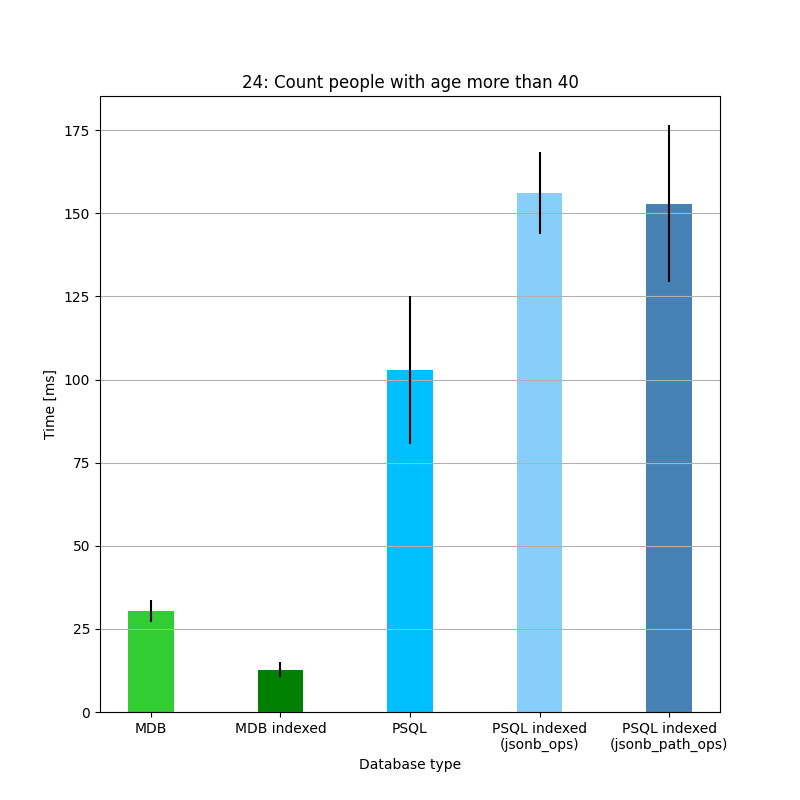 24: Count people with age more than 40
Time [ms]
175
150
125
100
75
50
25
0
MDB
MDB indexed
PSQL
PSQL indexed
(jsonb_ops)
PSQL indexed
(jsonb_path_ops)
Database type